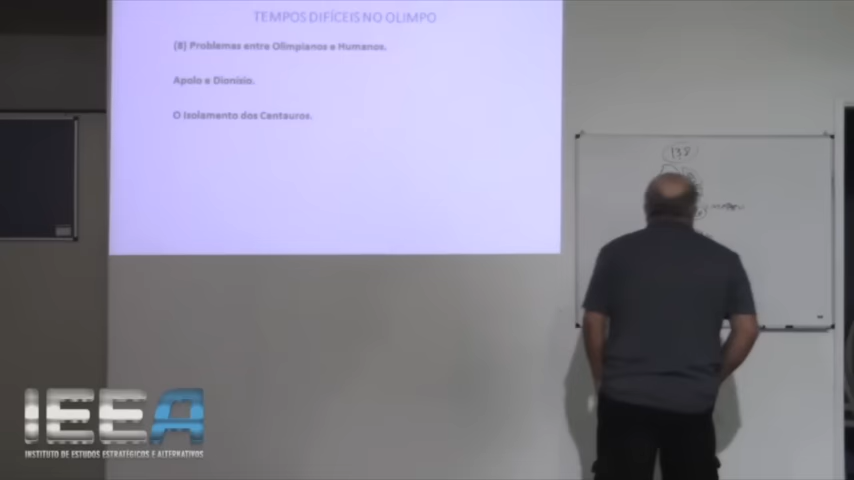 TEMPOS DIFÍCEIS NO OLIMPO
(8) Problemas entre Olimpianos e Humanos.
Apolo e Dionísio.
O Isolamento dos Centauros.
138
IEEA
INSTITUTO DE ESTUDOS ESTRATÉGICOS E ALTERNATIVOS